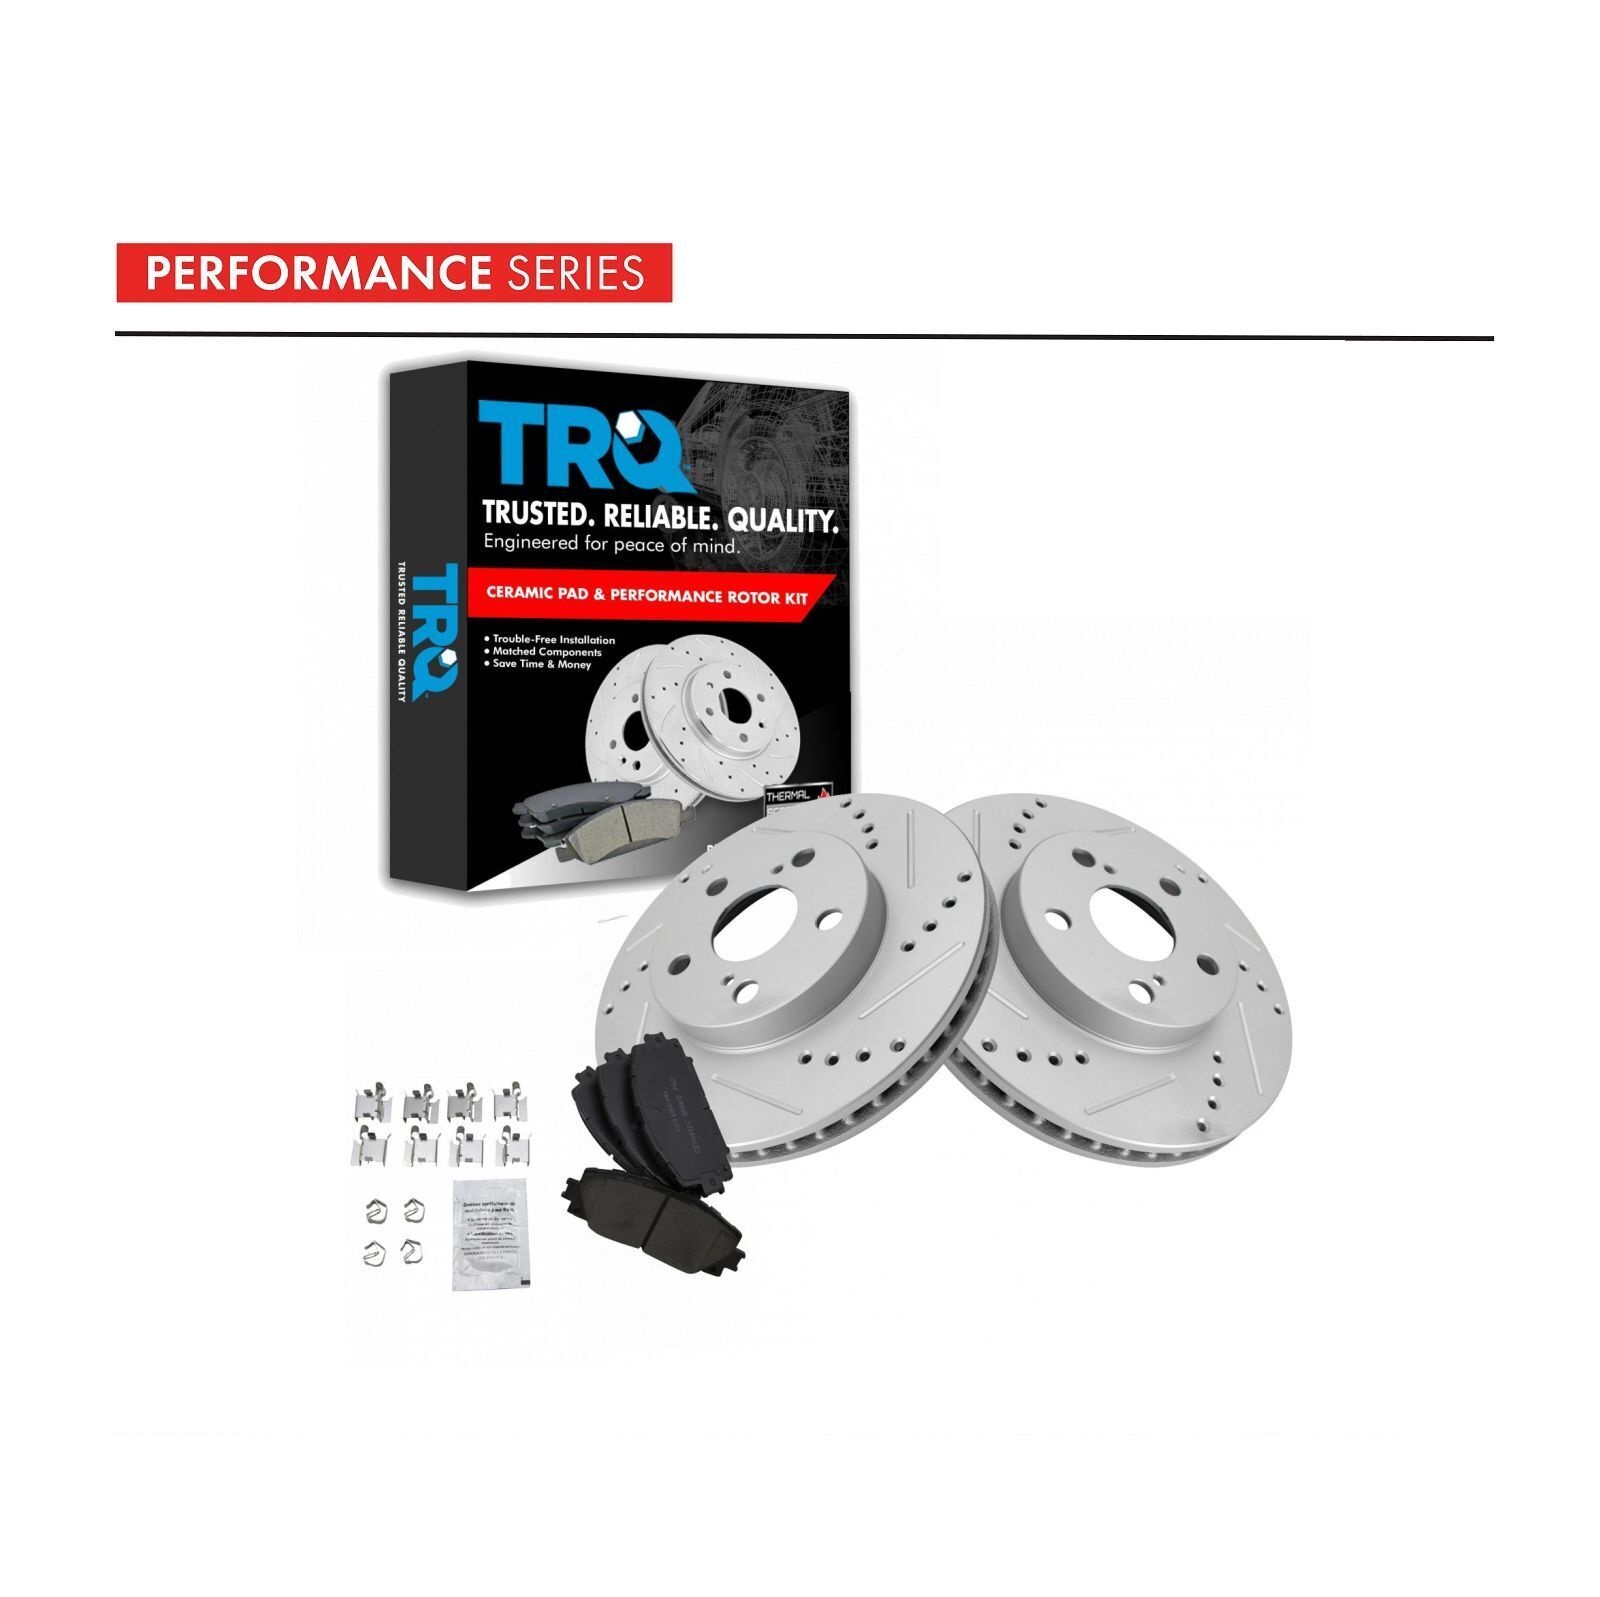 PERFORMANCE SERIES
TRQ
TRUSTED. RELIABLE. QUALITY.
Engineered for peace of mind.
CERAMIC PAD & PERFORMANCE ROTOR KIT
• Trouble-Free Installation
• Matched Components
• Save Time & Money
TRQ
TRUSTED RELIABLE QUALITY
THERMAL
CERAMIC